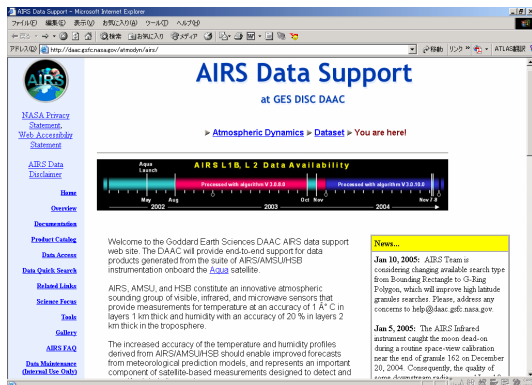 AIRS Data Support - Microsoft Internet Explorer
ファイル(F) 編集(E) 表示(V) お気に入り(A) ツール(T) ヘルプ(H)
戻る 検索 お気に入り メディア
アドレス(D) http://daac.gsfc.nasa.gov/atmodyn/airs/ 移動 リンク ATLAS翻訳
AIRS
NASA Privacy
Statement,
Web Accessibility
Statement
AIRS Data
Disclaimer
Home
Overview
Documentation
Product Catalog
Data Access
Data Quick Search
Related Links
Science Focus
Tools
Gallery
AIRS FAQ
Data Maintenance
(Internal Use Only)
AIRS Data Support
at GES DISC DAAC
Atmospheric Dynamics Dataset You are here!
Aqua
Launch
AIRS L1B, L 2 Data Availability
Processed with algorithm V 3.0.8.0
Processed with algorithm V 3.0.10.0
May Aug Oct Nov Nov 7 8
2002 2003 2004
Welcome to the Goddard Earth Sciences DAAC AIRS data support
web site. The DAAC will provide end-to-end support for data
products generated from the suite of AIRS/AMSU/HSB
instrumentation onboard the Aqua satellite.
AIRS, AMSU, and HSB constitute an innovative atmospheric
sounding group of visible, infrared, and microwave sensors that
provide measurements for temperature at an accuracy of 1 Â° C in
layers 1 km thick and humidity with an accuracy of 20 % in layers 2
km thick in the troposphere.
The increased accuracy of the temperature and humidity profiles
derived from AIRS/AMSU/HSB should enable improved forecasts
from meteorological prediction models, and represents an important
component of satellite-based measurements designed to detect
News...
Jan 10, 2005: AIRS Team is
considering changing available search type
from Bounding Rectangle to G-Ring
Polygon, which will improve high latitude
granules searches. Please, address any
concerns to help@daac.gsfc.nasa.gov.
Jan 5, 2005: The AIRS Infrared
instrument caught the moon dead-on
during a routine space-view calibration
near the end of granule 162 on December
20, 2004. Consequently, the quality of